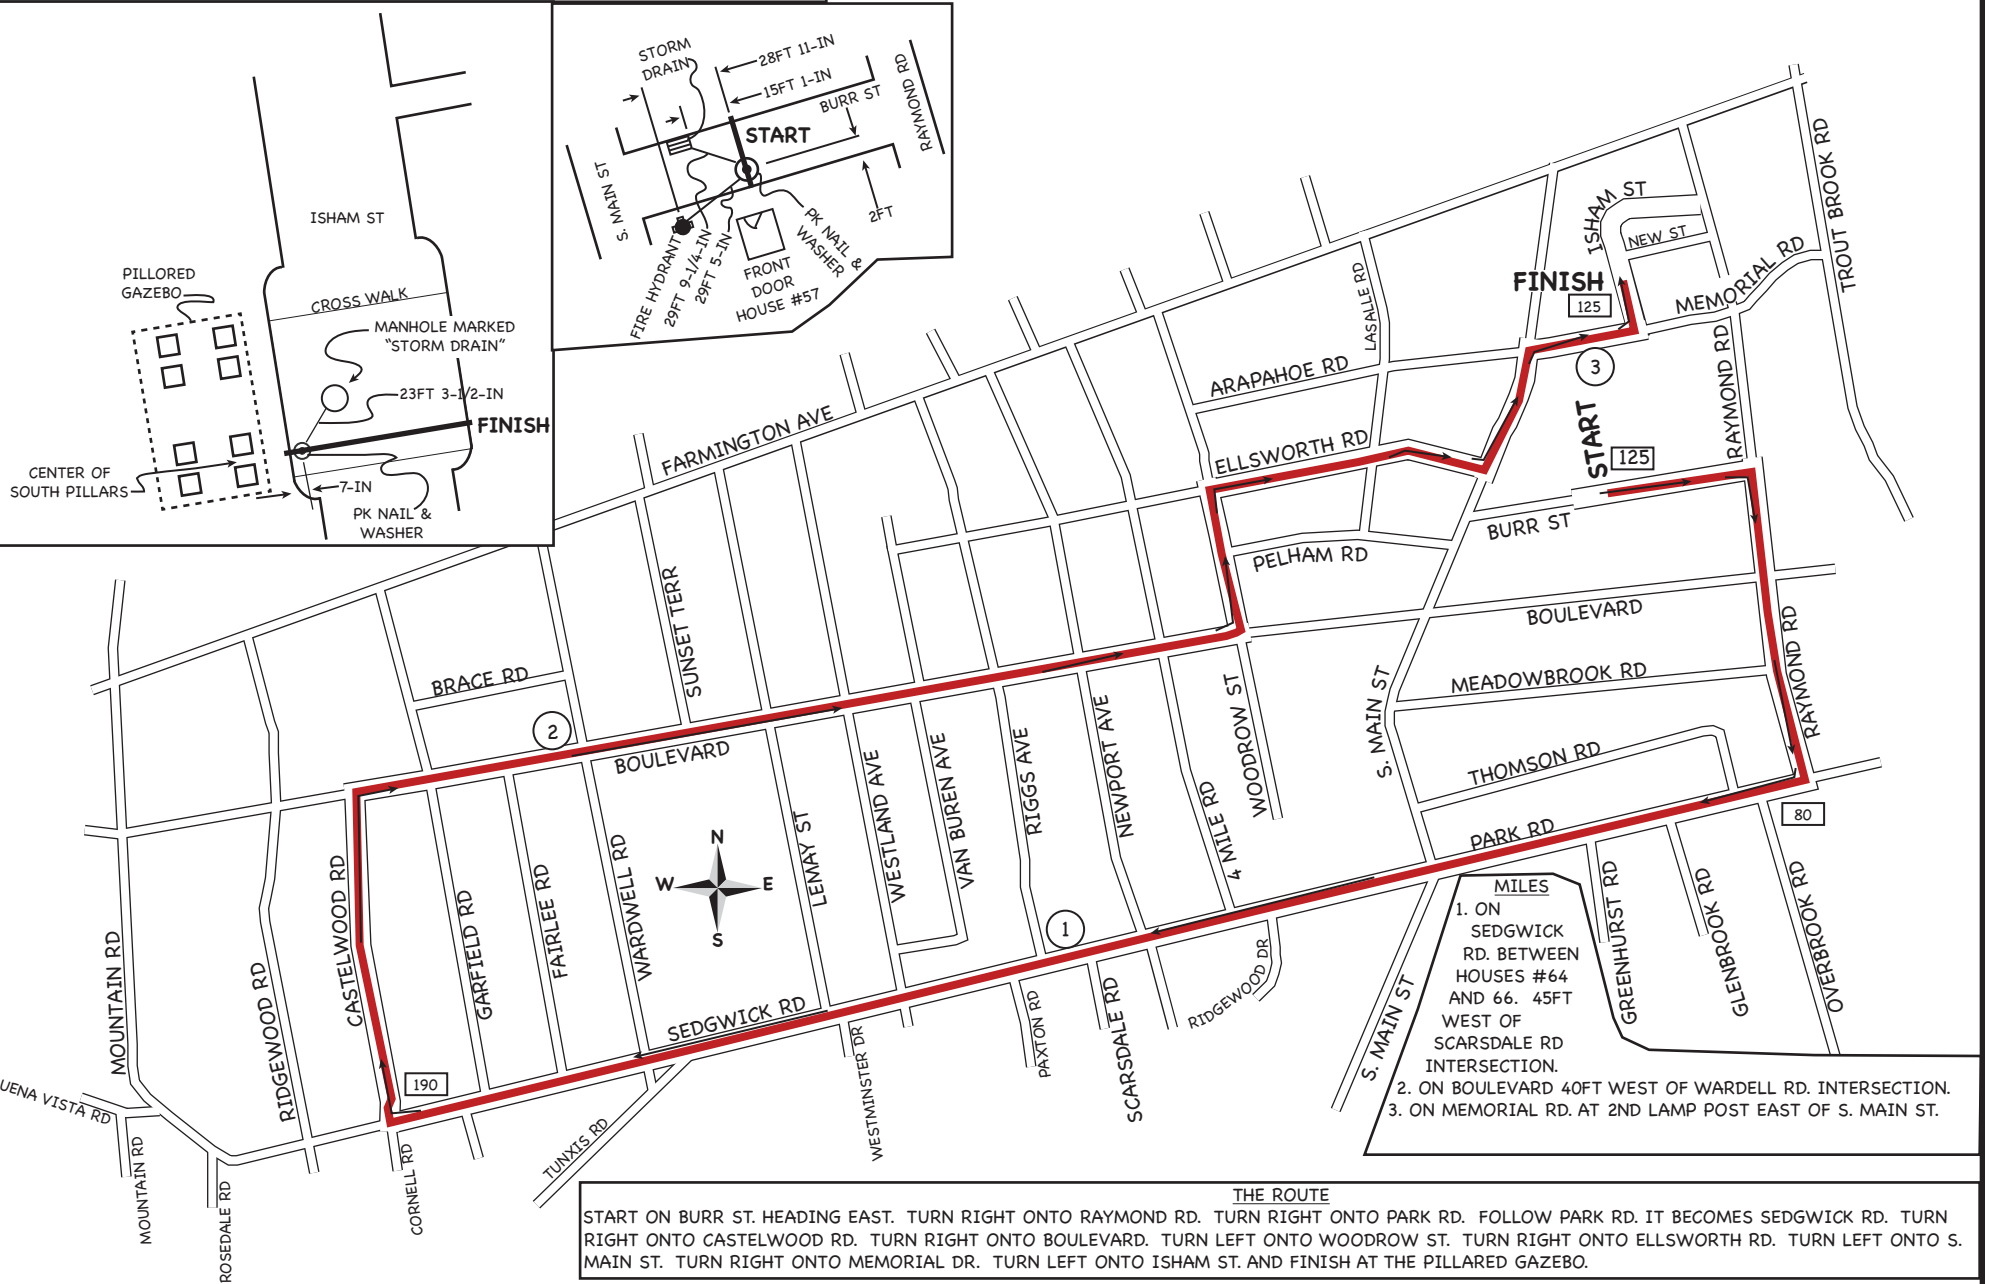 ISHAM ST
PILLORED
GAZEBO
CROSS WALK
MANHOLE MARKED
"STORM DRAIN"
23FT 3-1/2-IN
FINISH
CENTER OF
SOUTH PILLARS
7-IN
PK NAIL &
WASHER
STORM
DRAIN
28FT 11-IN
15FT 1-IN
BURR ST
RAYMOND RD
START
S. MAIN ST
2FT
PK NAIL &
WASHER
FIRE HYDRANT
29FT 9-1/4-IN
29FT 5-IN
FRONT
DOOR
HOUSE #57
ISHAM ST
NEW ST
TROUT BROOK RD
MEMORIAL RD
FINISH
125
LASALLE RD
ARAPAHOE RD
3
RAYMOND RD
START
125
FARMINGTON AVE
ELLSWORTH RD
BURR ST
PELHAM RD
SUNSET TERR
BOULEVARD
RAYMOND RD
BRACE RD
MEADOWBROOK RD
S. MAIN ST
2
BOULEVARD
WOODROW ST
THOMSON RD
80
PARK RD
LEMAY ST
WESTLAND AVE
VAN BUREN AVE
RIGGS AVE
NEWPORT AVE
4 MILE RD
N
W
E
S
CASTELWOOD RD
GARFIELD RD
FAIRLEE RD
WARDWELL RD
MOUNTAIN RD
RIDGEWOOD RD
1
SEDGWICK RD
RIDGEWOOD DR
GREENHURST RD
GLENBROOK RD
OVERBROOK RD
S. MAIN ST
PAXTON RD
SCARSDALE RD
WESTMINSTER DR
190
UENA VISTA RD
MOUNTAIN RD
ROSEDALE RD
CORNELL RD
TUNXIS RD
MILES
1. ON
SEDGWICK
RD. BETWEEN
HOUSES #64
AND 66. 45FT
WEST OF
SCARSDALE RD
INTERSECTION.
2. ON BOULEVARD 40FT WEST OF WARDELL RD. INTERSECTION.
3. ON MEMORIAL RD. AT 2ND LAMP POST EAST OF S. MAIN ST.
THE ROUTE
START ON BURR ST. HEADING EAST. TURN RIGHT ONTO RAYMOND RD. TURN RIGHT ONTO PARK RD. FOLLOW PARK RD. IT BECOMES SEDGWICK RD. TURN
RIGHT ONTO CASTELWOOD RD. TURN RIGHT ONTO BOULEVARD. TURN LEFT ONTO WOODROW ST. TURN RIGHT ONTO ELLSWORTH RD. TURN LEFT ONTO S.
MAIN ST. TURN RIGHT ONTO MEMORIAL DR. TURN LEFT ONTO ISHAM ST. AND FINISH AT THE PILLARED GAZEBO.